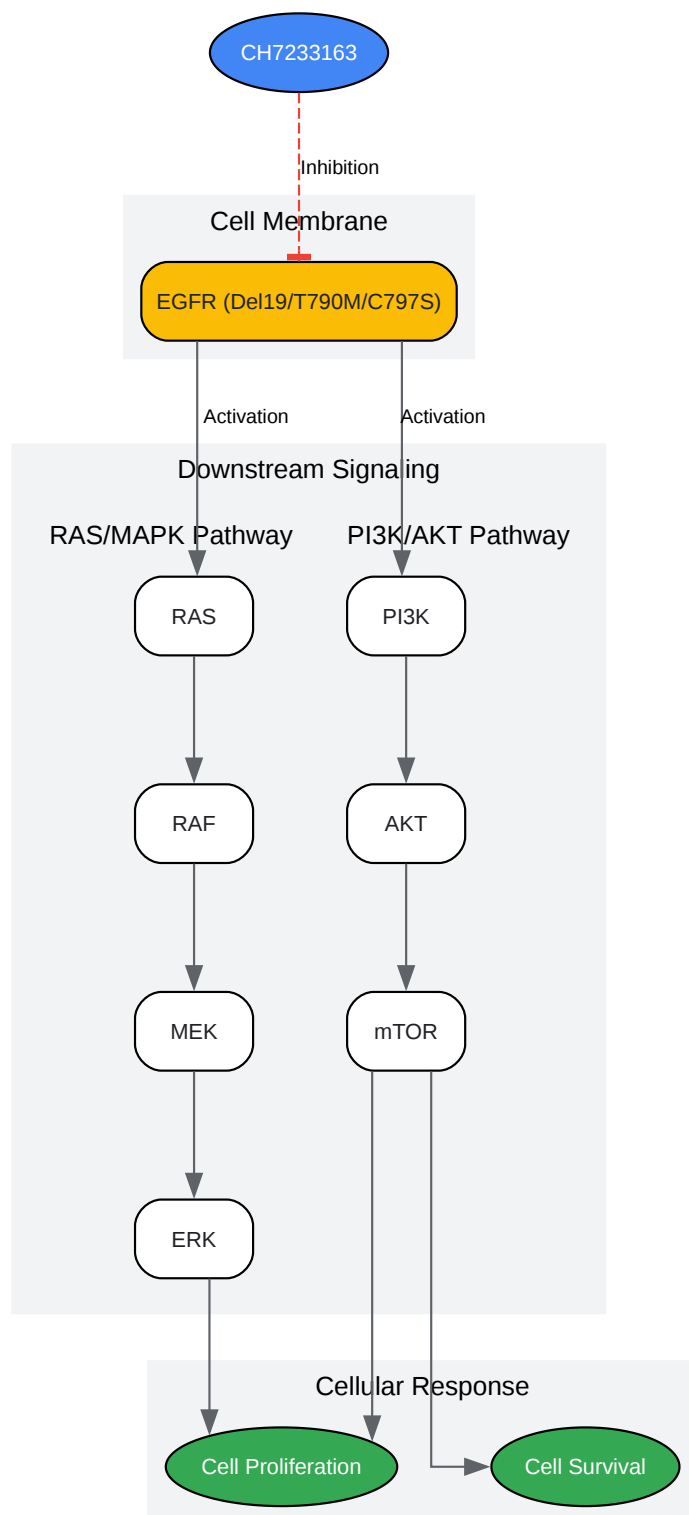 CH7233163
Inhibition
Cell Membrane
EGFR (Del19/T790M/C797S)
Activation
Activation
Downstream Signaling
RAS/MAPK Pathway
PI3K/AKT Pathway
RAS
PI3K
RAF
AKT
MEK
mTOR
ERK
Cellular Response
Cell Proliferation
Cell Survival